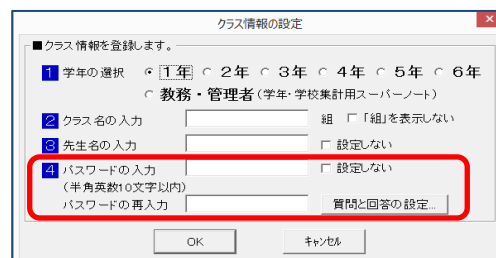 クラス情報の設定
■クラス情報を登録します。
1 学年の選択 1年 2年 3年 4年 5年 6年
教務・管理者(学年・学校集計用スーパーノート)
2 クラス名の入力 組 「組」を表示しない
3 先生名の入力 設定しない
4 パスワードの入力 設定しない
(半角英数10文字以内)
パスワードの再入力 質問と回答の設定...
OK キャンセル